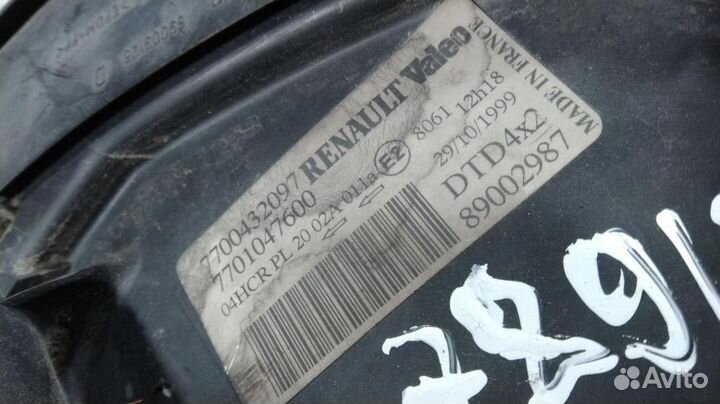 7700432097 RENAULT Valeo
7701047600
04HCR PL 20 02A 011a E2 8061 12h18
29/10/1999
DTD4x2
89002987
MADE IN FRANCE
289/
Avito